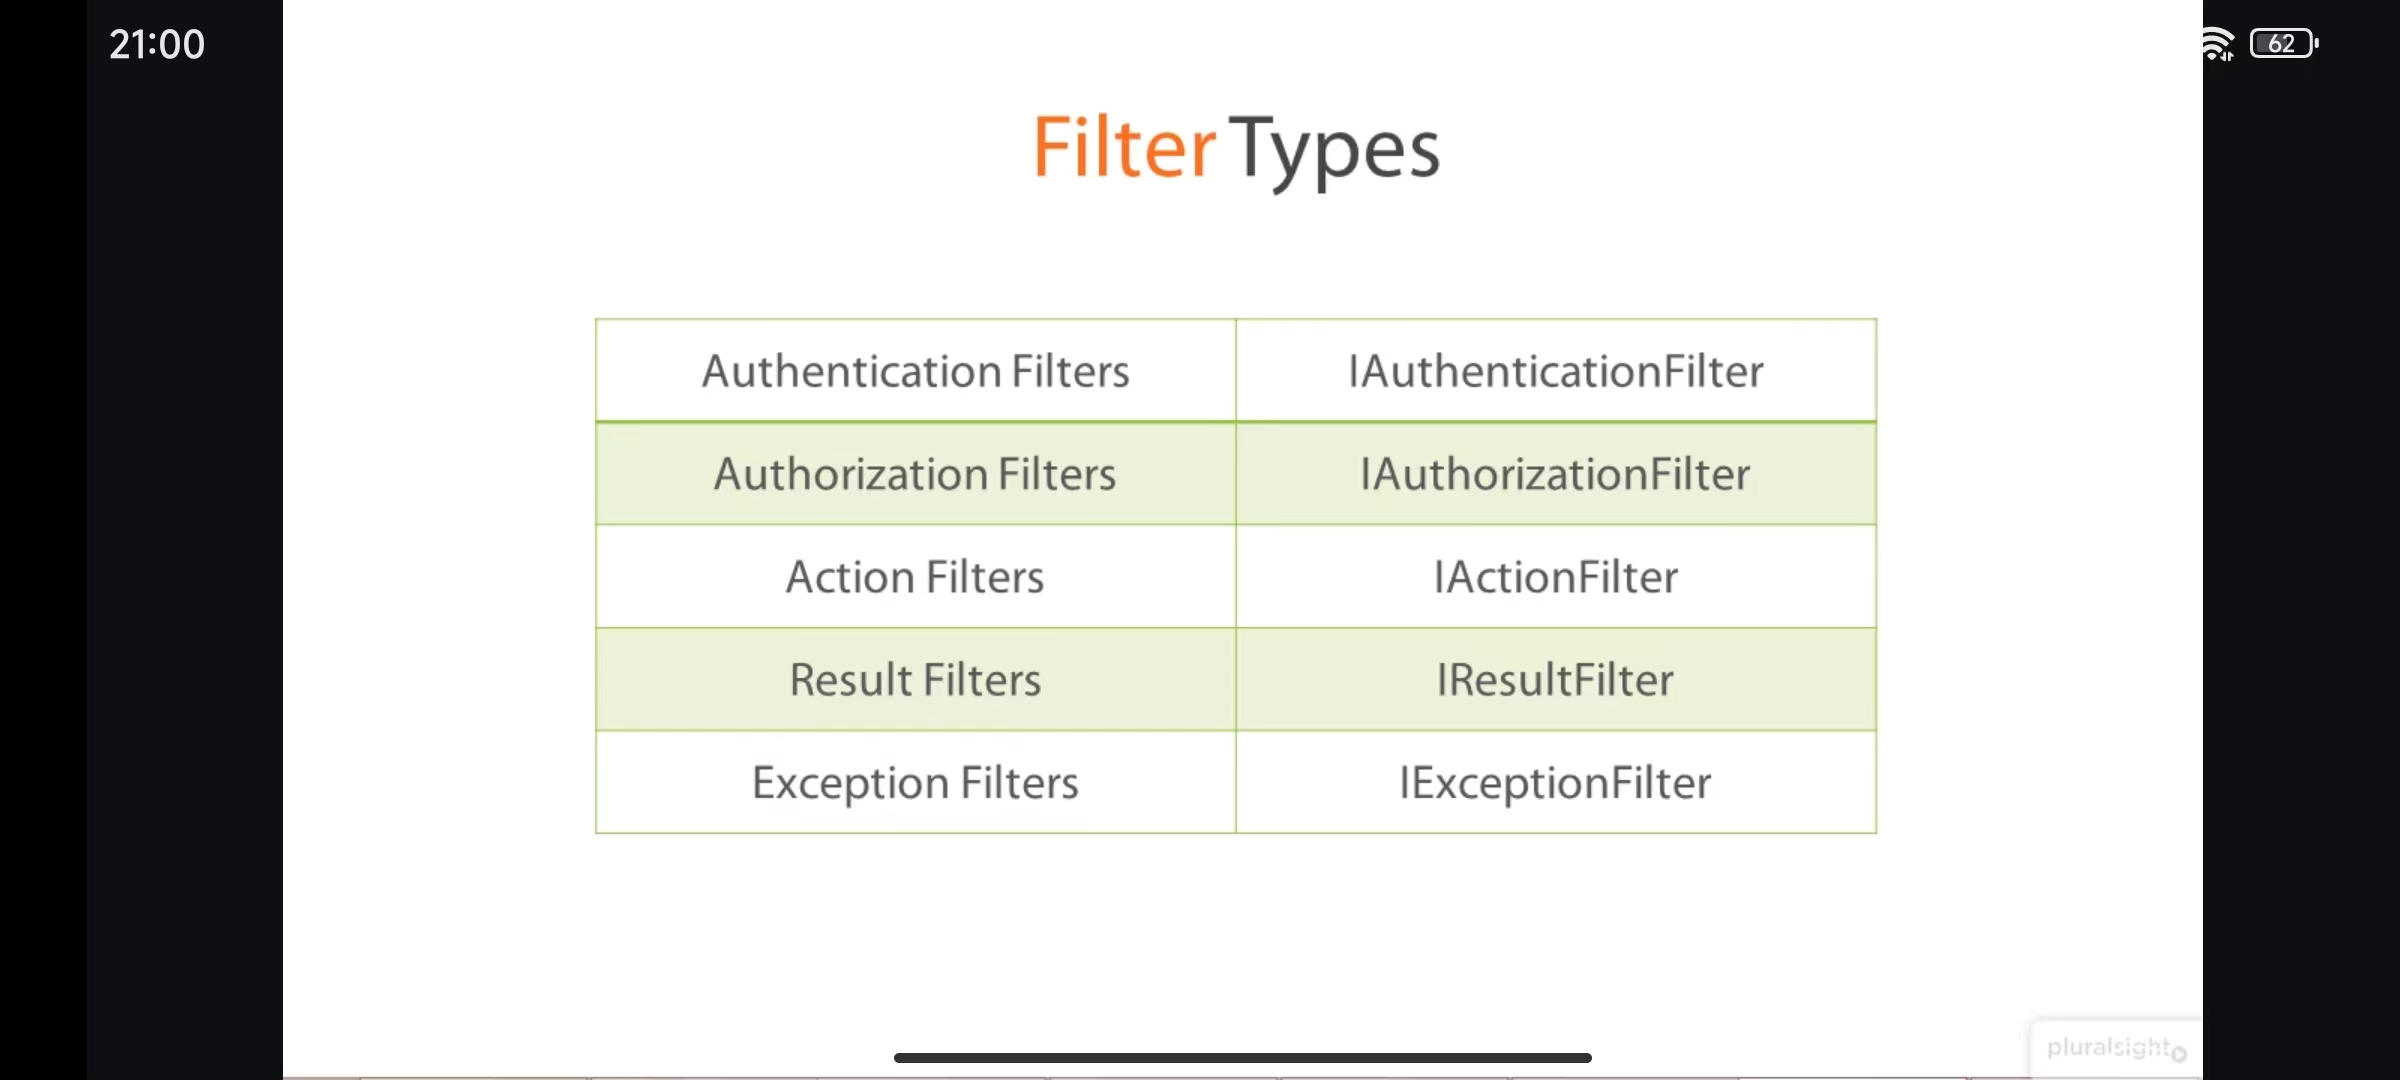 21:00
62
Filter Types
Authentication Filters IAuthenticationFilter
Authorization Filters IAuthorizationFilter
Action Filters IActionFilter
Result Filters IResultFilter
Exception Filters IExceptionFilter
pluralsight